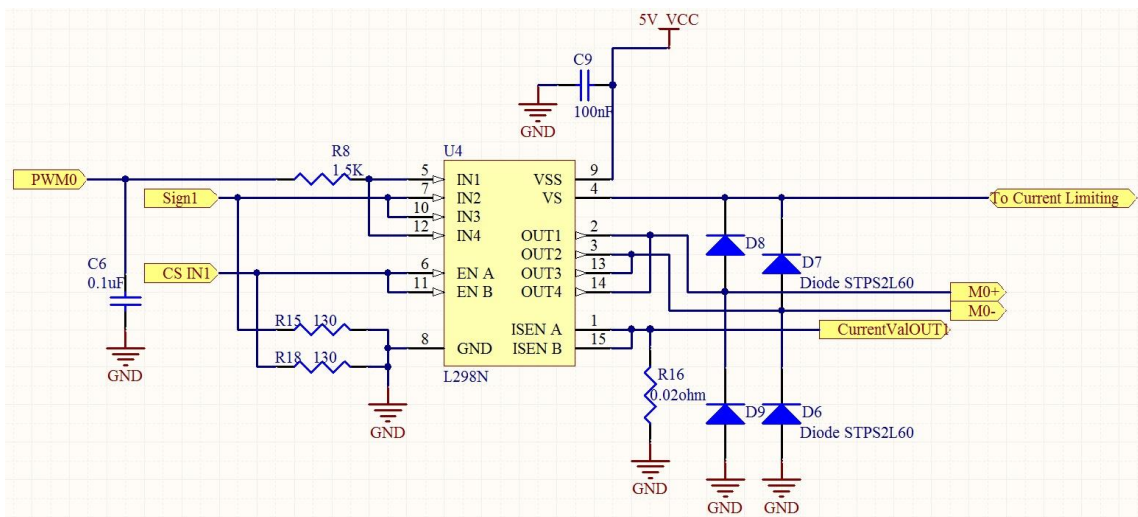 5V_VCC
C9
100nF
GND
U4
R8
1.5K
PWM0
Sign1
CS IN1
C6
0.1uF
GND
R15 130
R18 130
GND
5
7
10
12
6
11
8
IN1
IN2
IN3
IN4
EN A
EN B
GND
VSS
VS
OUT1
OUT2
OUT3
OUT4
ISEN A
ISEN B
9
4
2
3
13
14
1
15
L298N
To Current Limiting
D8
D7
Diode STPS2L60
M0+
M0-
CurrentValOUT1
R16
0.02ohm
GND
D9
D6
Diode STPS2L60
GND
GND